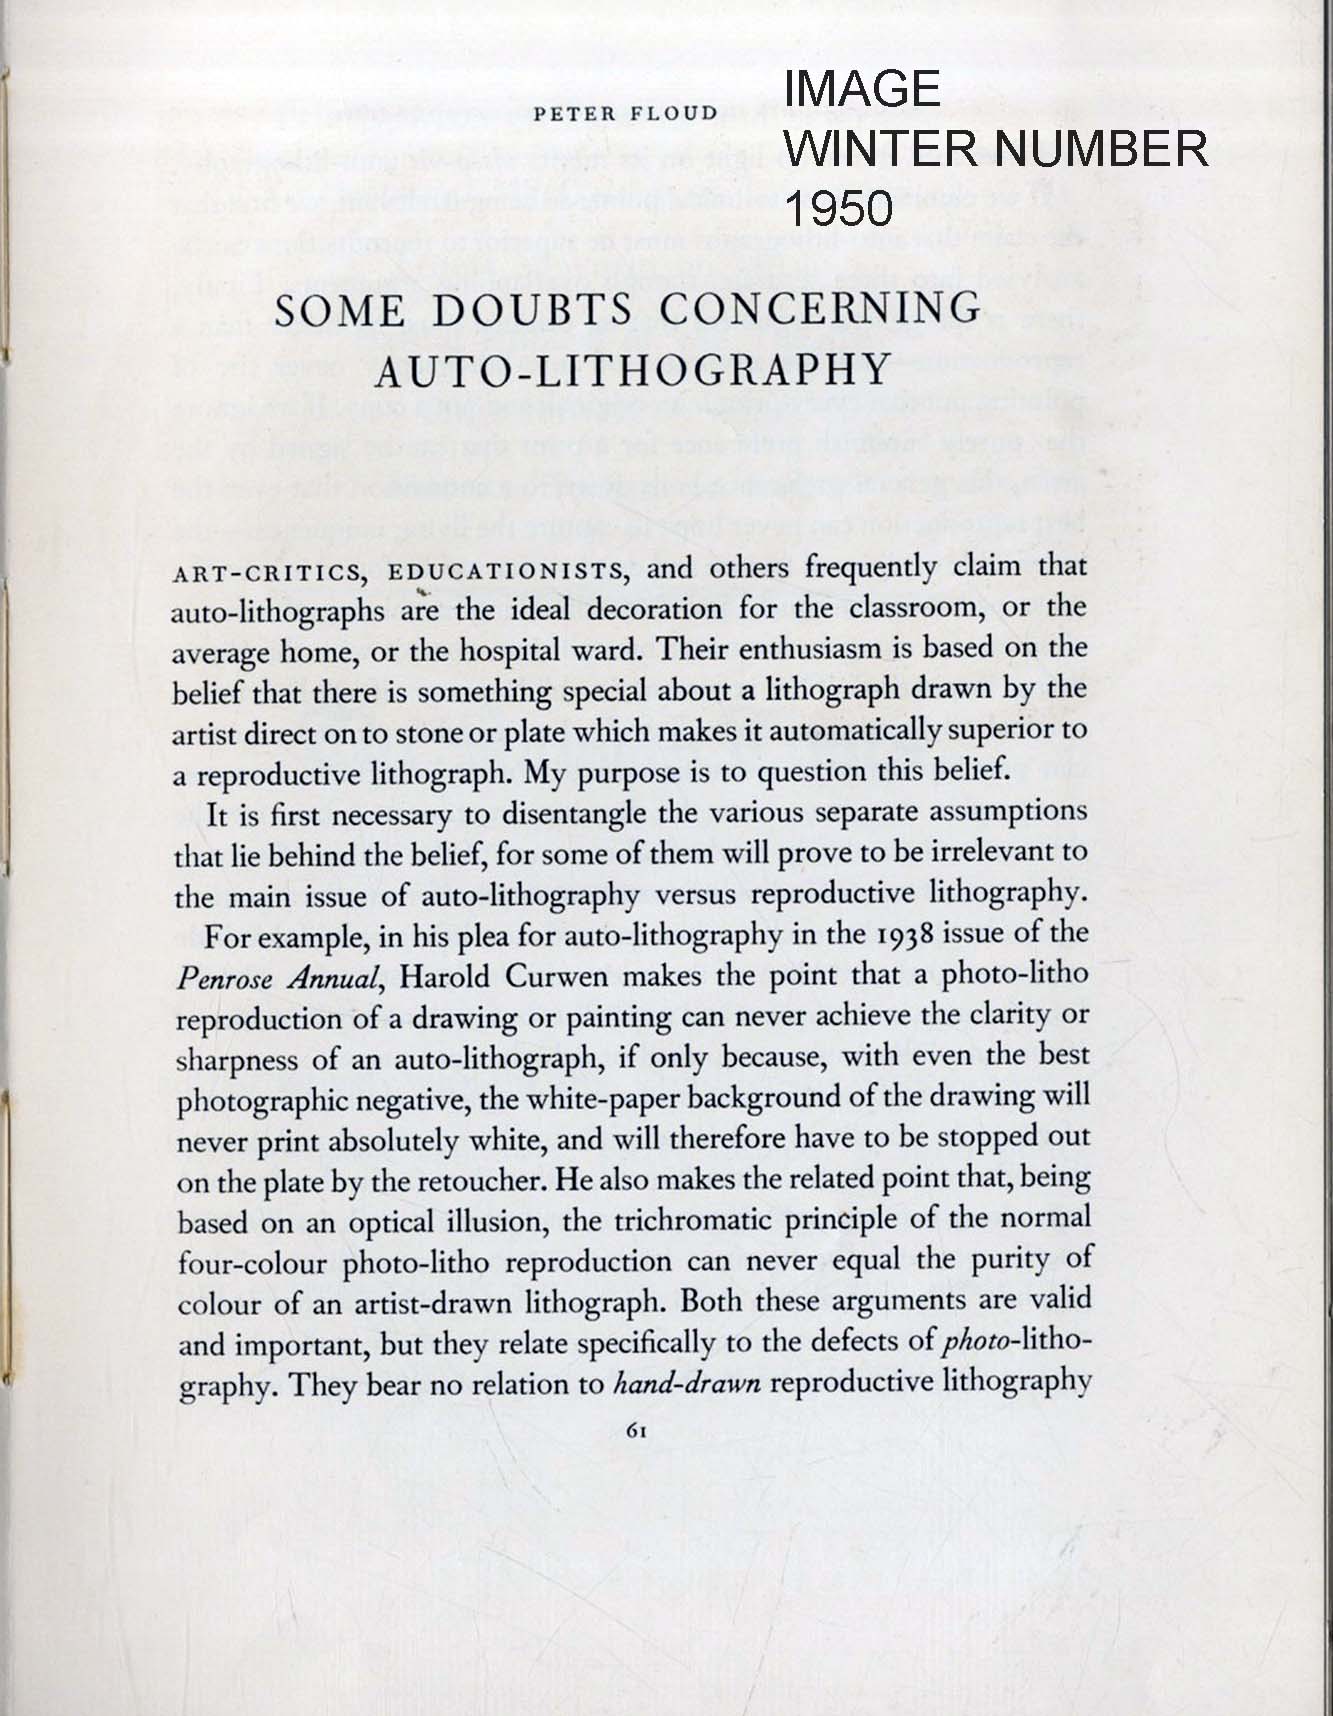 PETER FLOUD
IMAGE
WINTER NUMBER
1950
SOME DOUBTS CONCERNING
AUTO-LITHOGRAPHY
ART-CRITICS, EDUCATIONISTS, and others frequently claim that
auto-lithographs are the ideal decoration for the classroom, or the
average home, or the hospital ward. Their enthusiasm is based on the
belief that there is something special about a lithograph drawn by the
artist direct on to stone or plate which makes it automatically superior to
a reproductive lithograph. My purpose is to question this belief.
It is first necessary to disentangle the various separate assumptions
that lie behind the belief, for some of them will prove to be irrelevant to
the main issue of auto-lithography versus reproductive lithography.
For example, in his plea for auto-lithography in the 1938 issue of the
Penrose Annual, Harold Curwen makes the point that a photo-litho
reproduction of a drawing or painting can never achieve the clarity or
sharpness of an auto-lithograph, if only because, with even the best
photographic negative, the white-paper background of the drawing will
never print absolutely white, and will therefore have to be stopped out
on the plate by the retoucher. He also makes the related point that, being
based on an optical illusion, the trichromatic principle of the normal
four-colour photo-litho reproduction can never equal the purity of
colour of an artist-drawn lithograph. Both these arguments are valid
and important, but they relate specifically to the defects of photo-litho-
graphy. They bear no relation to hand-drawn reproductive lithography
61